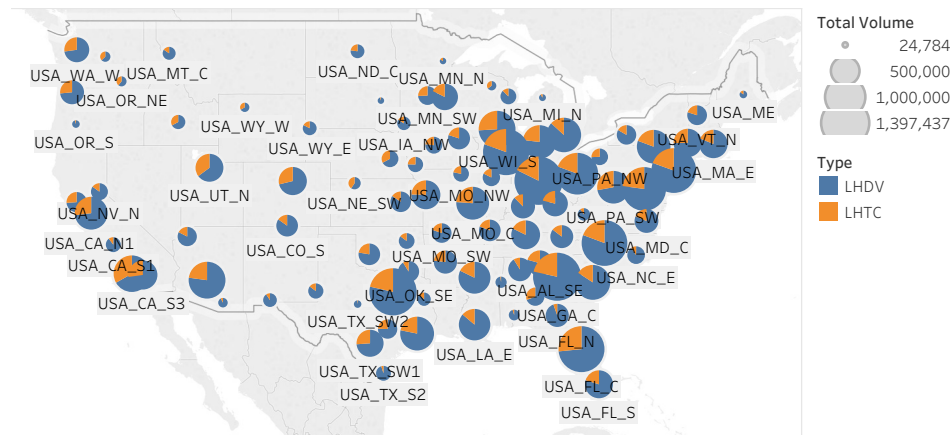 Total Volume
24,784
500,000
1,000,000
1,397,437
Type
LHDV
LHTC
USA_WA_W
USA_MT_C
USA_ND_C
USA_MN_N
USA_OR_NE
USA_ME
USA_WY_W
USA_MN_SW
USA_MI_N
USA_OR_S
USA_WY_E
USA_IA_NW
USA_VT_N
USA_WI_S
USA_UT_N
USA_NE_SW
USA_MO_NW
USA_PA_NW
USA_MA_E
USA_NV_N
USA_PA_SW
USA_CA_N1
USA_CO_S
USA_MO_C
USA_MD_C
USA_CA_S1
USA_MO_SW
USA_NC_E
USA_CA_S3
USA_OK_SE
USA_AL_SE
USA_TX_SW2
USA_GA_C
USA_LA_E
USA_FL_N
USA_TX_SW1
USA_TX_S2
USA_FL_C
USA_FL_S